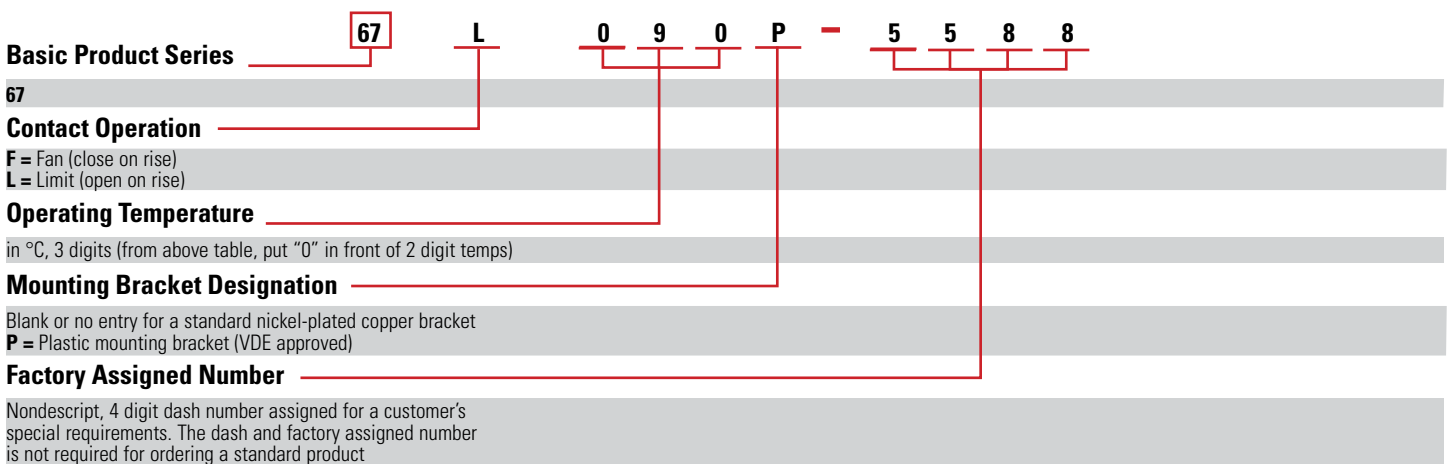 67 L 0 9 0 P - 5 5 8 8
Basic Product Series
67
Contact Operation
F = Fan (close on rise)
L = Limit (open on rise)
Operating Temperature
in °C, 3 digits (from above table, put “0” in front of 2 digit temps)
Mounting Bracket Designation
Blank or no entry for a standard nickel-plated copper bracket
P = Plastic mounting bracket (VDE approved)
Factory Assigned Number
Nondescript, 4 digit dash number assigned for a customer’s
special requirements. The dash and factory assigned number
is not required for ordering a standard product